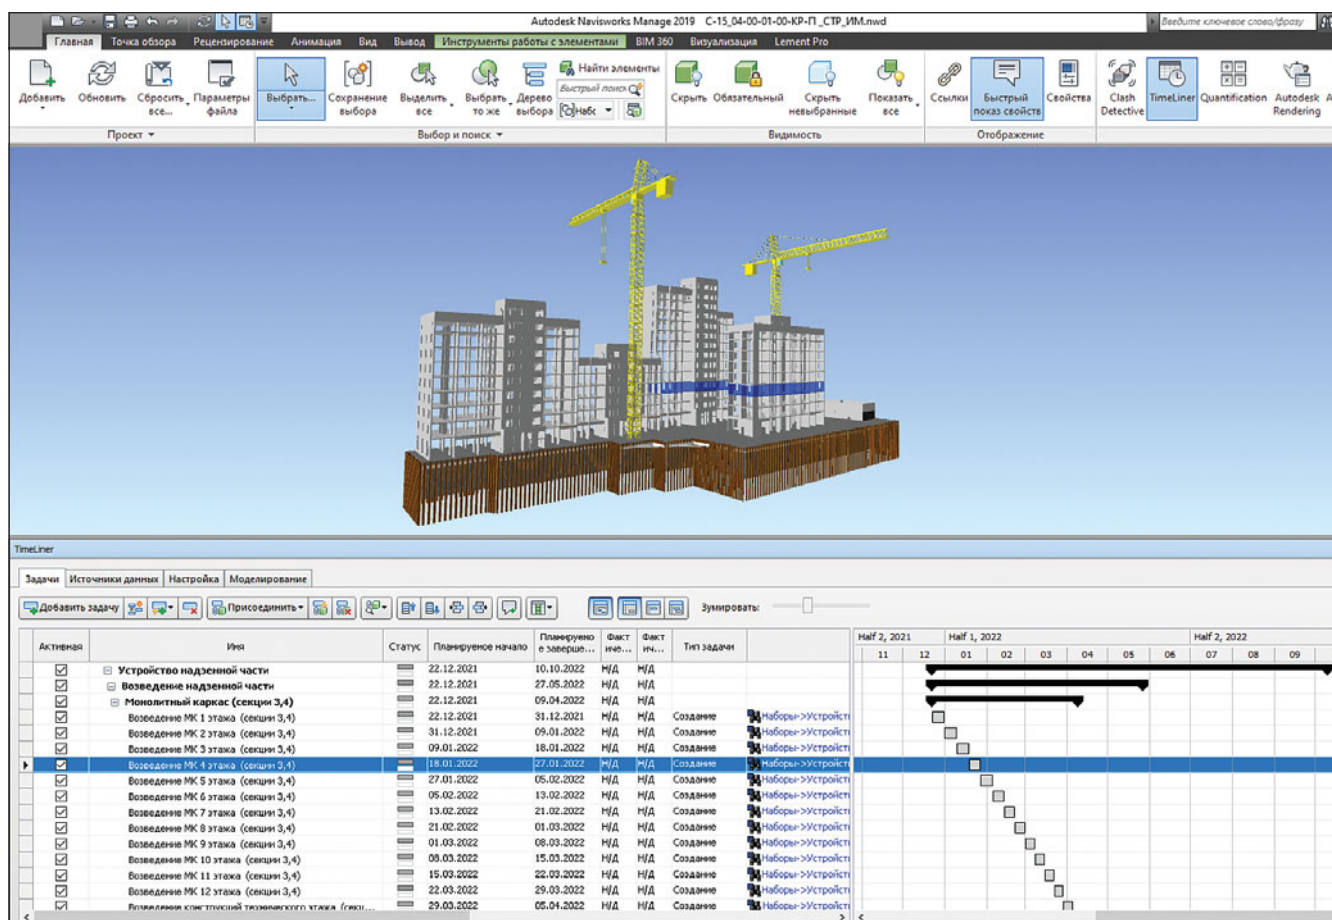 Autodesk Navisworks Manage 2019 С-15_04-00-01-00-КР-П_СТР_ИМ.nwd
Введите ключевое слово/фразу
Главная Точка обзора Рецензирование Анимация Вид Вывод Инструменты работы с элементами BIM 360 Визуализация Lement Pro
Добавить Обновить Сбросить все... Параметры файла
Выбрать... Сохранение выбора Выделить все Выбрать то же Дерево выбора
Найти элементы
Быстрый поиск
Скрыть Обязательный Скрыть невыбранные Показать все
Ссылки Быстрый показ свойств Свойства
Clash Detective TimeLiner Quantification Autodesk Rendering
Проект Выбор и поиск Видимость Отображение
TimeLiner
Задачи Источники данных Настройка Моделирование
Добавить задачу Присоединить Зумировать:
Активная Имя Статус Планируемое начало Планируемо е заверше... Факт иче... Факт ич... Тип задачи
Half 2, 2021 Half 1, 2022 Half 2, 2022
11 12 01 02 03 04 05 06 07 08 09
Устройство надзенной части 22.12.2021 10.10.2022 Н/Д Н/Д
Возведение надзенной части 22.12.2021 27.05.2022 Н/Д Н/Д
Монолитный каркас (секции 3,4) 22.12.2021 09.04.2022 Н/Д Н/Д
Возведение МК 1 этажа (секции 3,4) 22.12.2021 31.12.2021 Н/Д Н/Д Создание Наборы->Устройст
Возведение МК 2 этажа (секции 3,4) 31.12.2021 09.01.2022 Н/Д Н/Д Создание Наборы->Устройст
Возведение МК 3 этажа (секции 3,4) 09.01.2022 18.01.2022 Н/Д Н/Д Создание Наборы->Устройст
Возведение МК 4 этажа (секции 3,4) 18.01.2022 27.01.2022 Н/Д Н/Д Создание Наборы->Устройст
Возведение МК 5 этажа (секции 3,4) 27.01.2022 05.02.2022 Н/Д Н/Д Создание Наборы->Устройст
Возведение МК 6 этажа (секции 3,4) 05.02.2022 13.02.2022 Н/Д Н/Д Создание Наборы->Устройст
Возведение МК 7 этажа (секции 3,4) 13.02.2022 21.02.2022 Н/Д Н/Д Создание Наборы->Устройст
Возведение МК 8 этажа (секции 3,4) 21.02.2022 01.03.2022 Н/Д Н/Д Создание Наборы->Устройст
Возведение МК 9 этажа (секции 3,4) 01.03.2022 08.03.2022 Н/Д Н/Д Создание Наборы->Устройст
Возведение МК 10 этажа (секции 3,4) 08.03.2022 15.03.2022 Н/Д Н/Д Создание Наборы->Устройст
Возведение МК 11 этажа (секции 3,4) 15.03.2022 22.03.2022 Н/Д Н/Д Создание Наборы->Устройст
Возведение МК 12 этажа (секции 3,4) 22.03.2022 29.03.2022 Н/Д Н/Д Создание Наборы->Устройст
Возведение конструкций технического этажа (секц... 29.03.2022 05.04.2022 Н/Д Н/Д Создание Наборы->Устройст